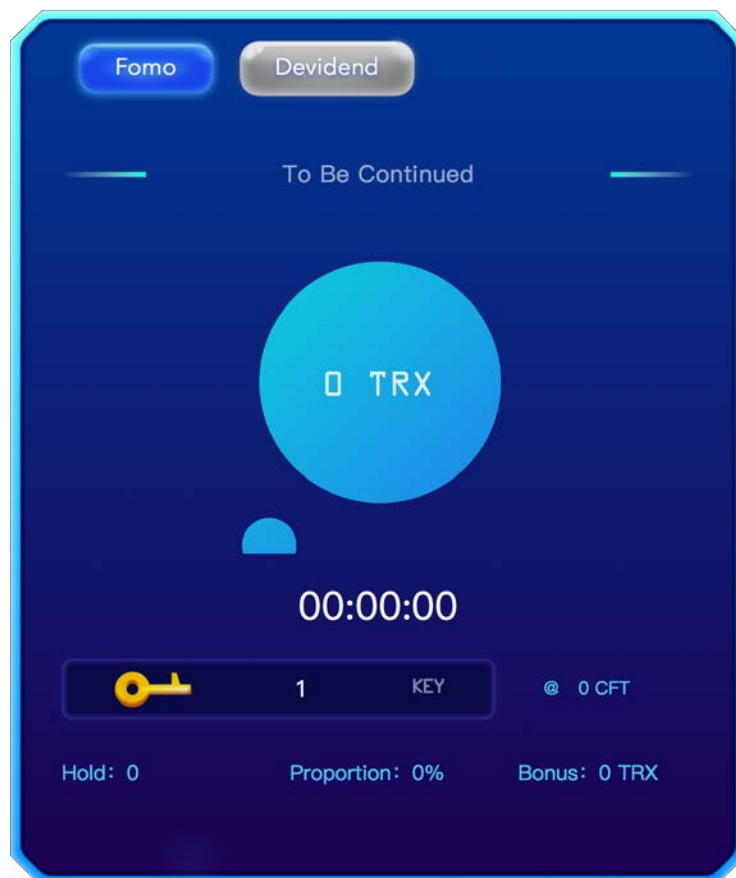 Fomo Devidend
To Be Continued
0 TRX
00:00:00
1 KEY @ 0 CFT
Hold: 0 Proportion: 0% Bonus: 0 TRX